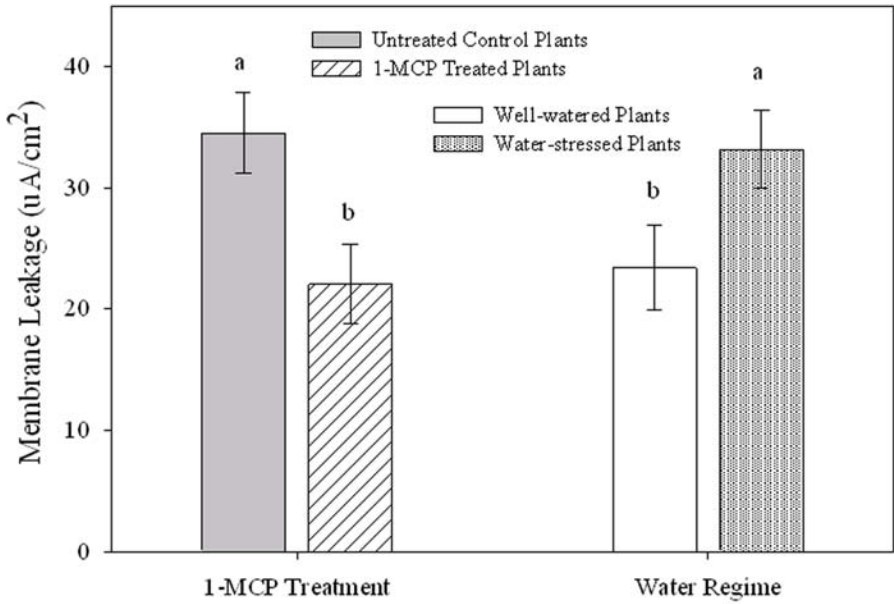 Untreated Control Plants
1-MCP Treated Plants
Well-watered Plants
Water-stressed Plants
a
b
b
a
Membrane Leakage (uA/cm²)
40
30
20
10
0
1-MCP Treatment
Water Regime